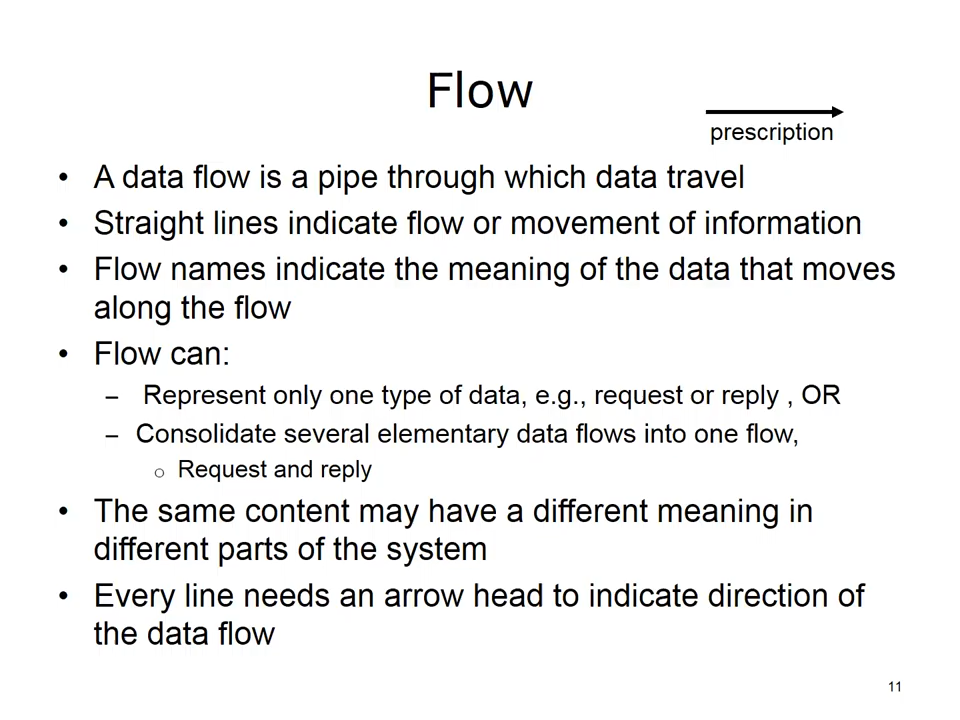 Flow
prescription
• A data flow is a pipe through which data travel
• Straight lines indicate flow or movement of information
• Flow names indicate the meaning of the data that moves
along the flow
• Flow can:
– Represent only one type of data, e.g., request or reply , OR
– Consolidate several elementary data flows into one flow,
o Request and reply
• The same content may have a different meaning in
different parts of the system
• Every line needs an arrow head to indicate direction of
the data flow
11